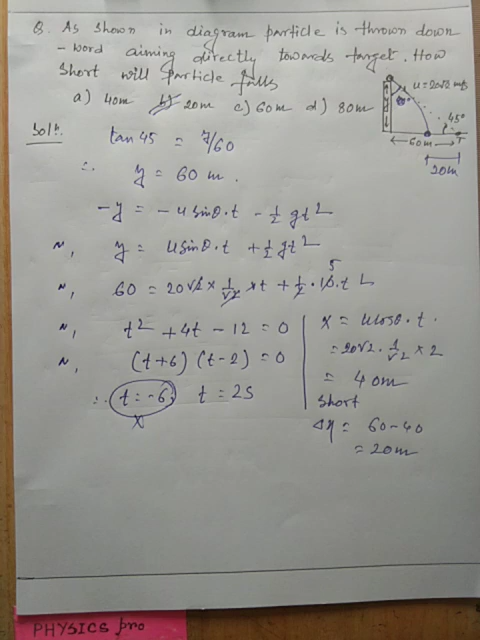 Q. As shown in diagram particle is thrown down
-word aiming directly towards target. How
Short will particle falls
a) 40m b) 20m c) 60m d) 80m
u = 20√2 m/s
45°
60m
T
20m
Solⁿ.
tan 45 = y/60
∴ y = 60 m.
-y = -u sinθ.t - 1/2 gt²
~, y = u sinθ.t + 1/2 gt²
~, 60 = 20√2 × 1/√2 × t + 1/2 . 10.t² 5
~, t² + 4t - 12 = 0
~, (t+6) (t-2) = 0
∴ t = -6, t = 2S
x
x = u cosθ . t.
= 20√2 . 1/√2 × 2
= 40m
Short
Δx = 60-40
= 20m
PHYSICS pro